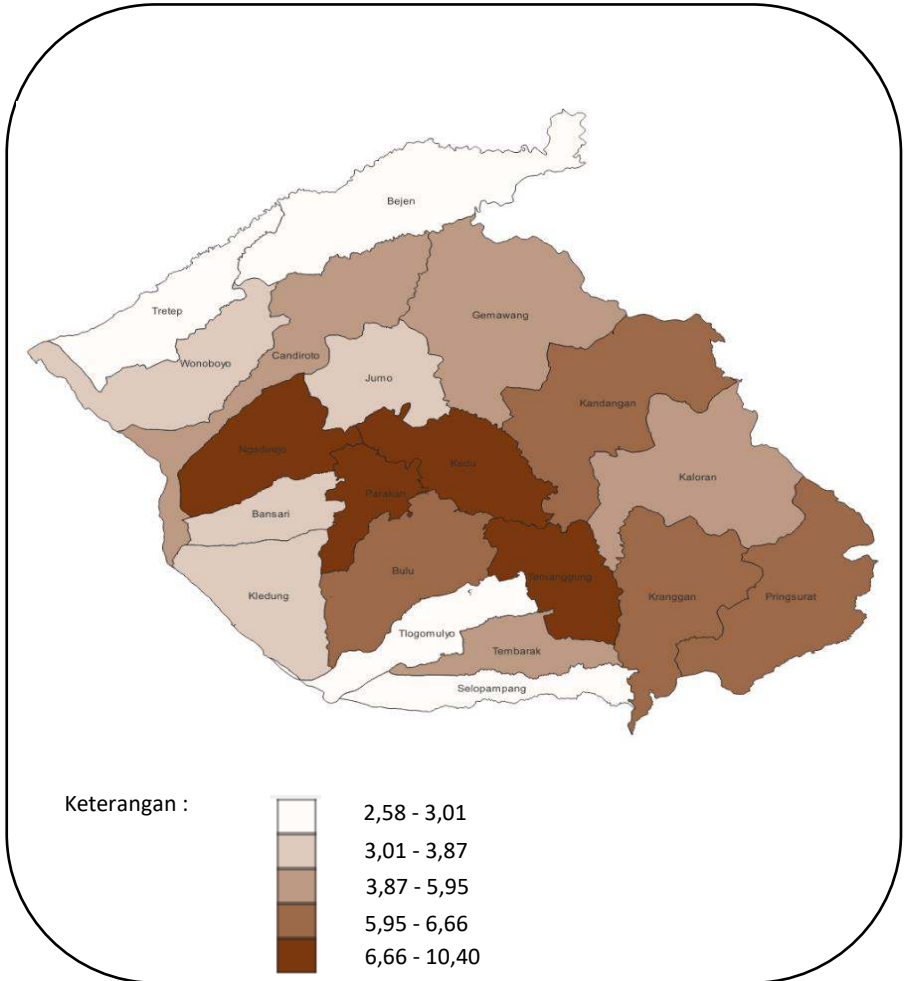 Bejen
Tretep
Gemawang
Wonoboyo
Candiroto
Jumo
Kandangan
Ngadirejo
Kedu
Kaloran
Parakan
Bansari
Bulu
Temanggung
Kledung
Kranggan
Pringsurat
Tlogomulyo
Tembarak
Selopampang
Keterangan :
2,58 - 3,01
3,01 - 3,87
3,87 - 5,95
5,95 - 6,66
6,66 - 10,40